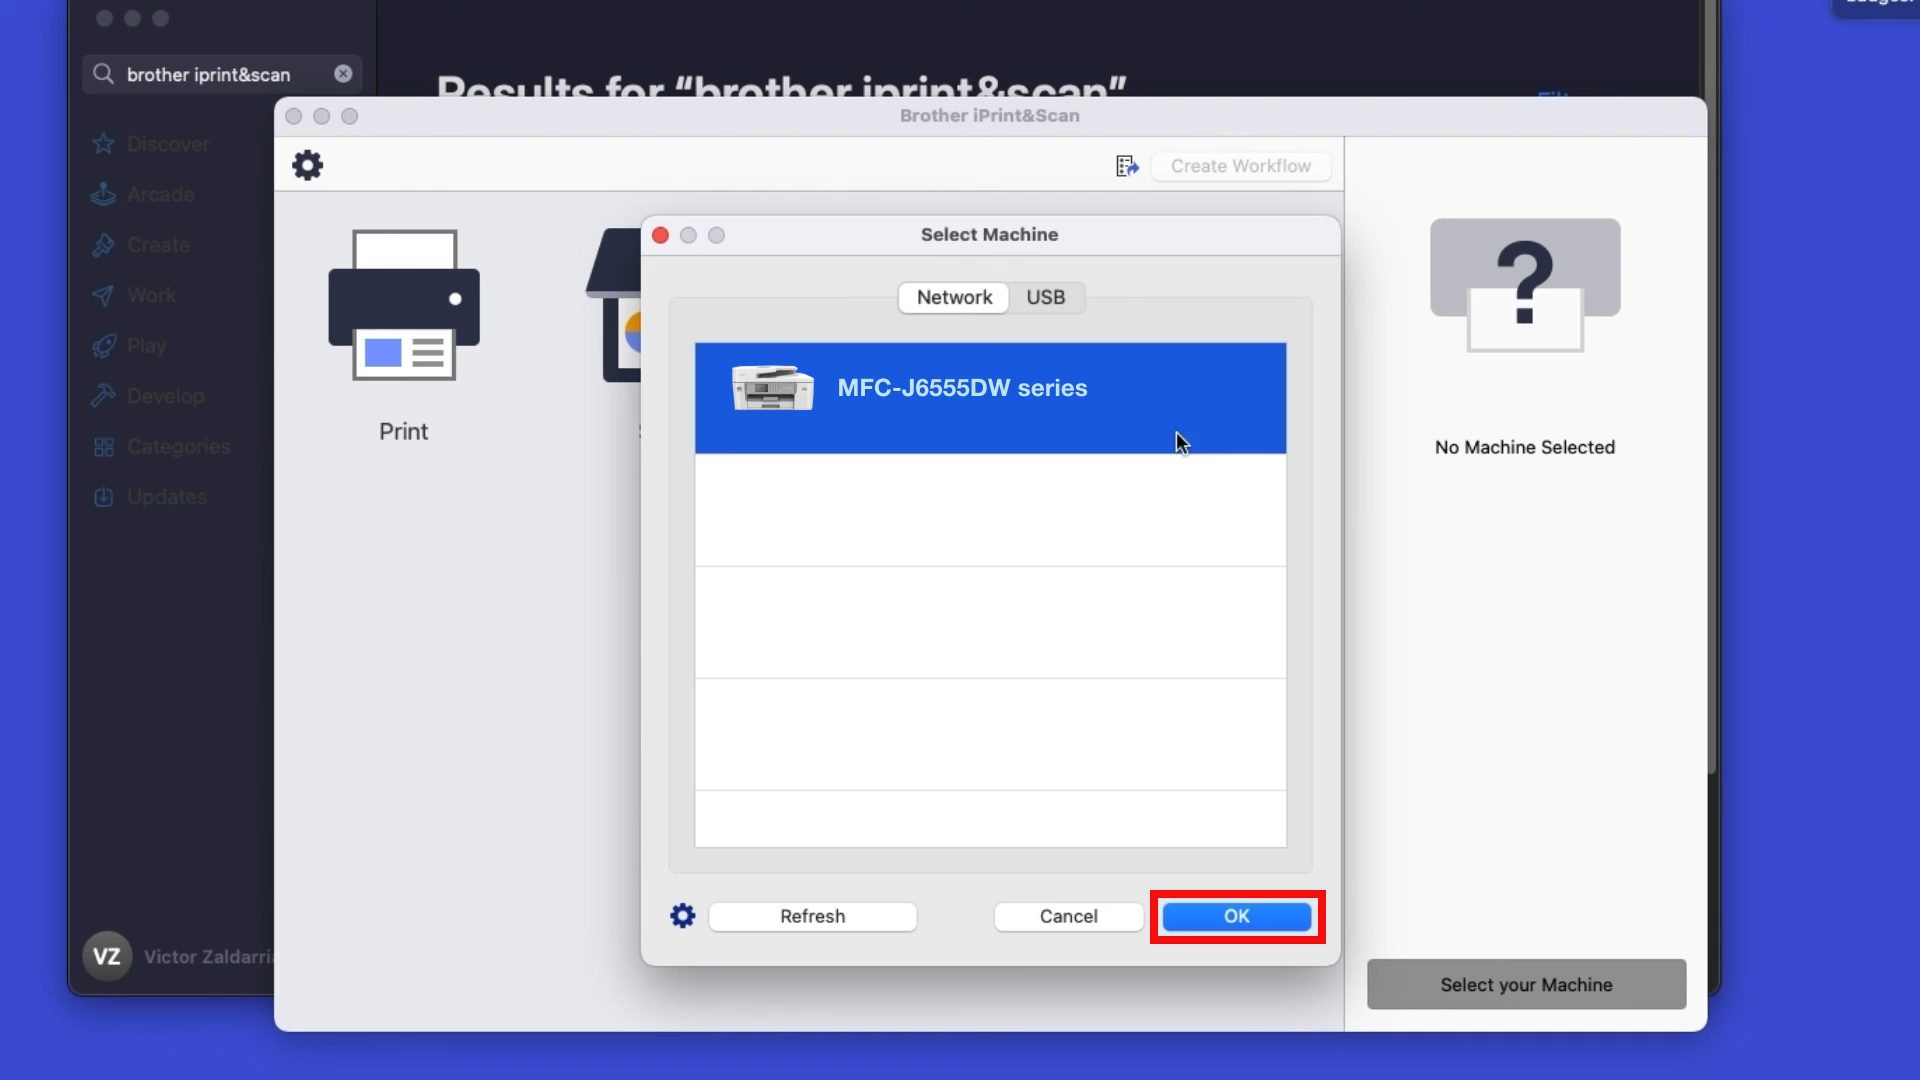 brother iprint&scan
Results for “brother iprint&scan”
Discover
Arcade
Create
Work
Play
Develop
Categories
Updates
VZ
Brother iPrint&Scan
Create Workflow
Print
Select Machine
Network USB
MFC-J6555DW series
Refresh
Cancel
OK
No Machine Selected
Select your Machine